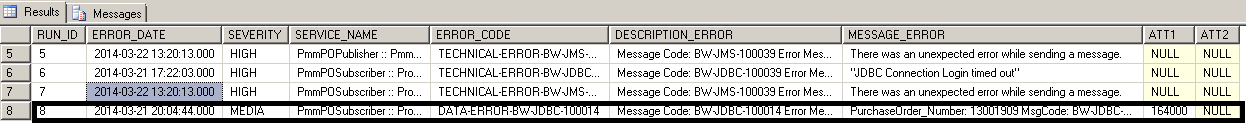 Results Messages
RUN_ID ERROR_DATE SEVERITY SERVICE_NAME ERROR_CODE DESCRIPTION_ERROR MESSAGE_ERROR ATT1 ATT2
5 5 2014-03-22 13:20:13.000 HIGH PmmPOPublisher :: Pmm... TECHNICAL-ERROR-BW-JMS-... Message Code: BW-JMS-100039 Error Mes... There was an unexpected error while sending a message. NULL NULL
6 6 2014-03-21 17:22:03.000 HIGH PmmPOSubscriber :: Pro... TECHNICAL-ERROR-BW-JDBC... Message Code: BW-JDBC-100039 Error Me... "JDBC Connection Login timed out" NULL NULL
7 7 2014-03-22 13:20:13.000 HIGH PmmPOSubscriber :: Pro... TECHNICAL-ERROR-BW-JMS-... Message Code: BW-JMS-100039 Error Mes... There was an unexpected error while sending a message. NULL NULL
8 8 2014-03-21 20:04:44.000 MEDIA PmmPOSubscriber :: Pro... DATA-ERROR-BW-JDBC-100014 Message Code: BW-JDBC-100014 Error Me... PurchaseOrder_Number: 13001909 MsgCode: BW-JDBC-... 164000 NULL